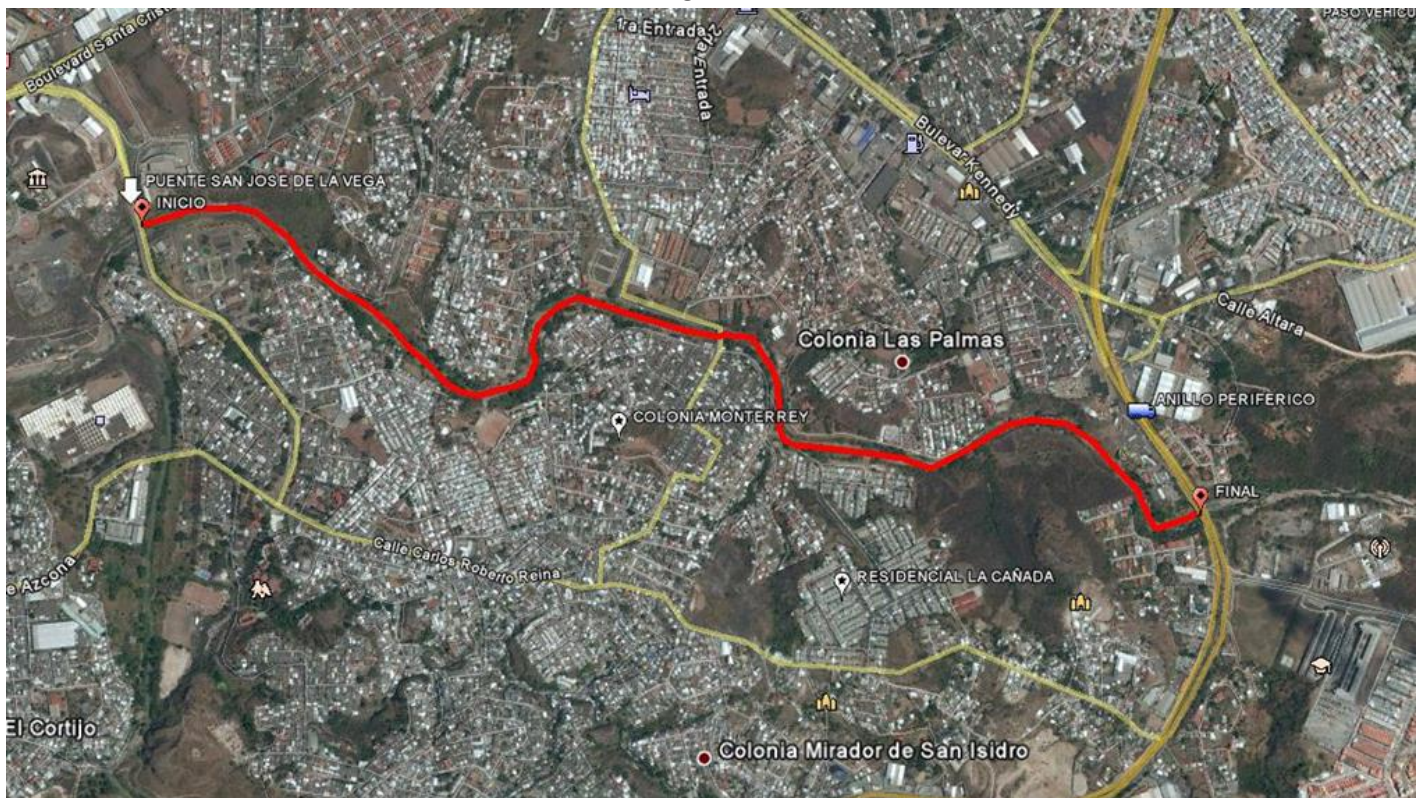 PASO VEHICU
1ra Entrada
2da Entrada
Boulevard Santa Crist
Bulevar Kennedy
PUENTE SAN JOSE DE LA VEGA
INICIO
Calle Altara
Colonia Las Palmas
ANILLO PERIFERICO
COLONIA MONTERREY
FINAL
Calle Carlos Roberto Reina
e Azcona
RESIDENCIAL LA CAÑADA
El Cortijo
Colonia Mirador de San Isidro